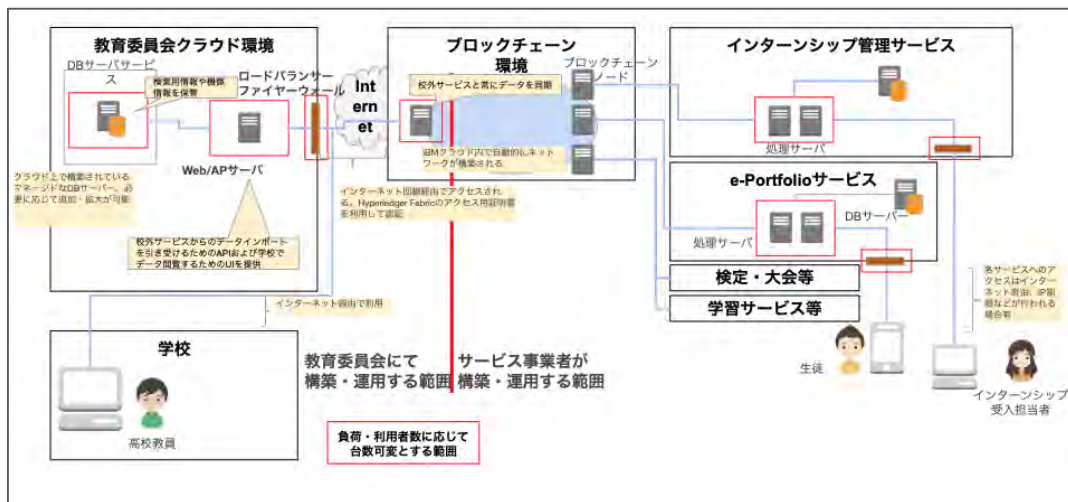 教育委員会クラウド環境
DBサーバサービ
ス
検索用情報や機微
情報を保管
ロードバランサー
ファイヤーウォール
Web/APサーバ
クラウド上で構築されている
マネージドなDBサーバー。必
要に応じて追加・拡大が可能
校外サービスからのデータインポート
を引き受けるためのAPIおよび学校で
データ閲覧するためのUIを提供
Int
ern
et
ブロックチェーン
環境
ブロックチェーン
ノード
校外サービスと常にデータを同期
IBMクラウド内で自動的にネット
ワークが構築される
インターネット回線経由でアクセスされ
る。Hyperledger Fabricのアクセス用証明書
を利用して認証
インターンシップ管理サービス
処理サーバ
e-Portfolioサービス
DBサーバー
処理サーバ
検定・大会等
学習サービス等
各サービスへのア
クセスはインター
ネット経由、IP制
限などが行われる
場合有
インターネット経由で利用
学校
高校教員
教育委員会にて
構築・運用する範囲
サービス事業者が
構築・運用する範囲
負荷・利用者数に応じて
台数可変とする範囲
生徒
インターンシップ
受入担当者